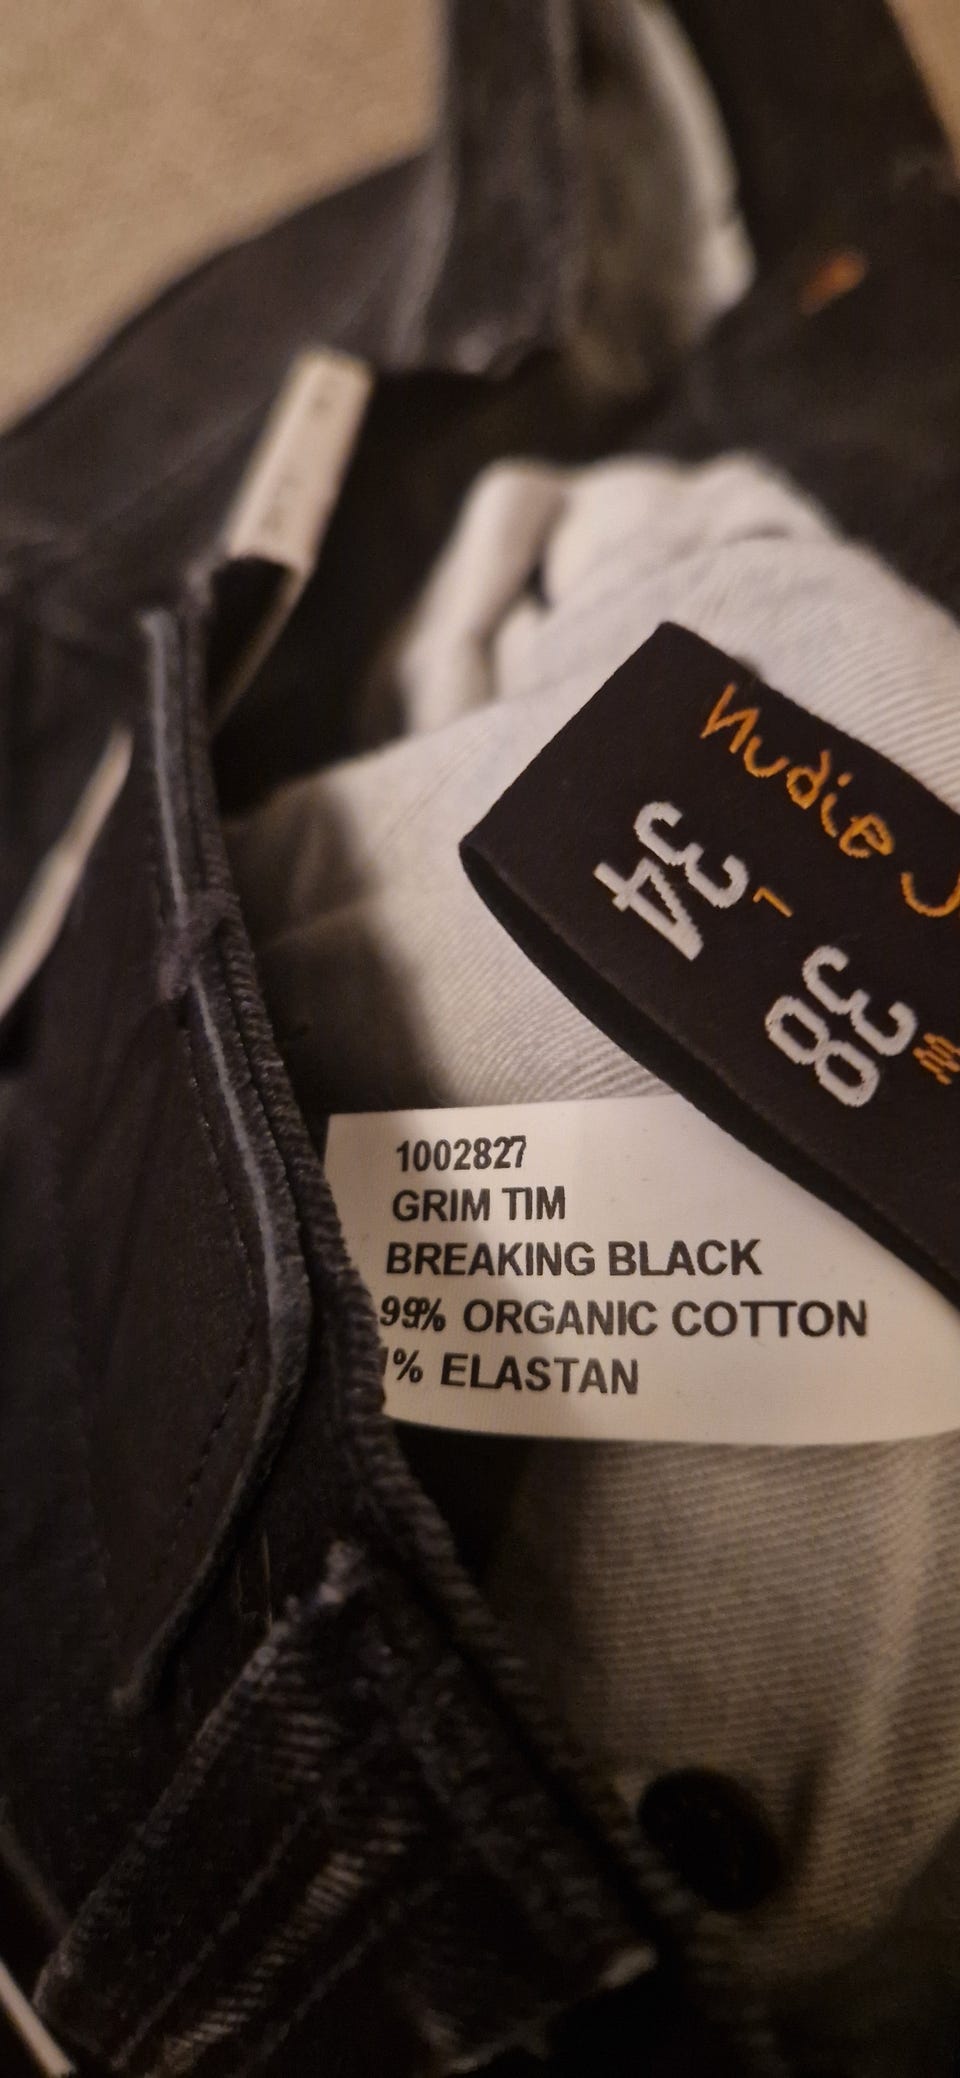 Nudie J
W 38
L 34
1002827
GRIM TIM
BREAKING BLACK
99% ORGANIC COTTON
1% ELASTAN